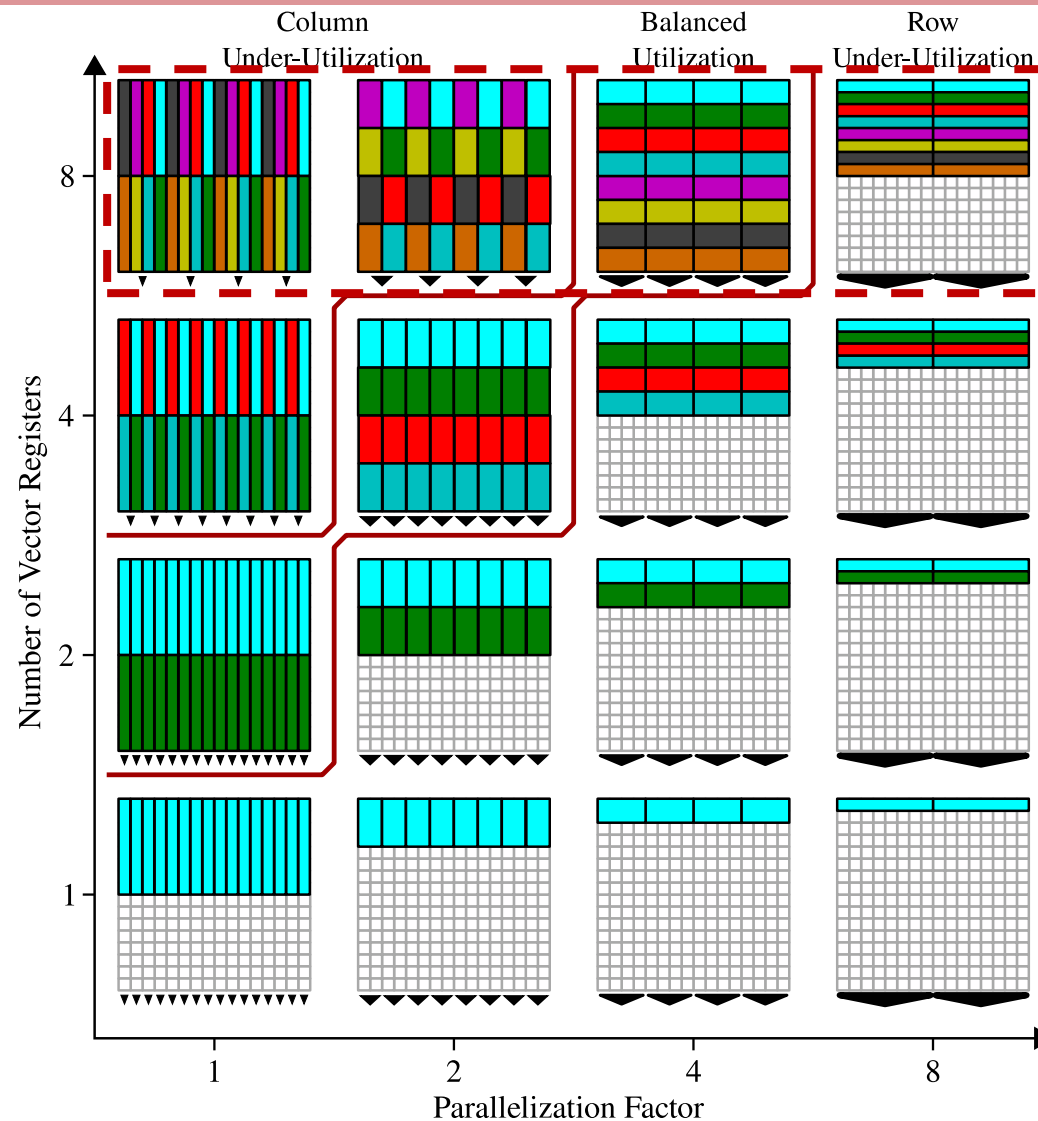 Column
Under-Utilization
Balanced
Utilization
Row
Under-Utilization
Number of Vector Registers
8
4
2
1
1
2
4
8
Parallelization Factor